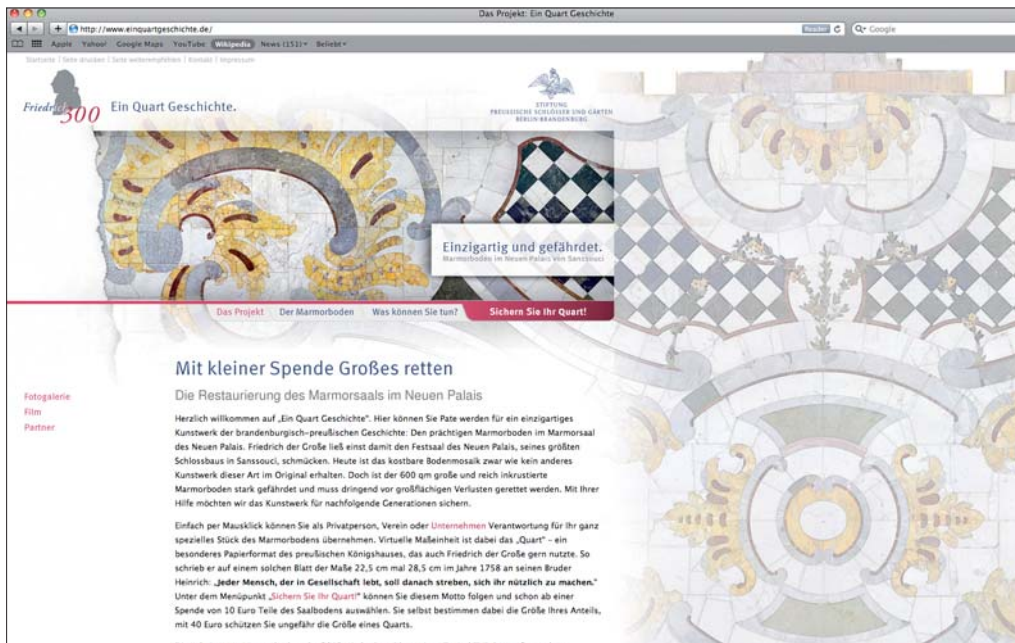 Das Projekt: Ein Quart Geschichte
http://www.einquartgeschichte.de/
Reader
Google
Apple Yahoo! Google Maps YouTube Wikipedia News (151) Beliebt
Startseite | Seite drucken | Seite weiterempfehlen | Kontakt | Impressum
Friedrich 300
Ein Quart Geschichte.
STIFTUNG
PREUSSISCHE SCHLÖSSER UND GÄRTEN
BERLIN-BRANDENBURG
Einzigartig und gefährdet.
Marmorboden im Neuen Palais von Sanssouci
Das Projekt Der Marmorboden Was können Sie tun? Sichern Sie Ihr Quart!
Fotogalerie
Film
Partner
Mit kleiner Spende Großes retten
Die Restaurierung des Marmorsaals im Neuen Palais
Herzlich willkommen auf „Ein Quart Geschichte". Hier können Sie Pate werden für ein einzigartiges
Kunstwerk der brandenburgisch-preußischen Geschichte: Den prächtigen Marmorboden im Marmorsaal
des Neuen Palais. Friedrich der Große ließ einst damit den Festsaal des Neuen Palais, seines größten
Schlossbaus in Sanssouci, schmücken. Heute ist das kostbare Bodenmosaik zwar wie kein anderes
Kunstwerk dieser Art im Original erhalten. Doch ist der 600 qm große und reich inkrustierte
Marmorboden stark gefährdet und muss dringend vor großflächigen Verlusten gerettet werden. Mit Ihrer
Hilfe möchten wir das Kunstwerk für nachfolgende Generationen sichern.
Einfach per Mausklick können Sie als Privatperson, Verein oder Unternehmen Verantwortung für Ihr ganz
spezielles Stück des Marmorbodens übernehmen. Virtuelle Maßeinheit ist dabei das „Quart" – ein
besonderes Papierformat des preußischen Königshauses, das auch Friedrich der Große gern nutzte. So
schrieb er auf einem solchen Blatt der Maße 22,5 cm mal 28,5 cm im Jahre 1758 an seinen Bruder
Heinrich: „Jeder Mensch, der in Gesellschaft lebt, soll danach streben, sich ihr nützlich zu machen."
Unter dem Menüpunkt „Sichern Sie Ihr Quart!" können Sie diesem Motto folgen und schon ab einer
Spende von 10 Euro Teile des Saalbodens auswählen. Sie selbst bestimmen dabei die Größe Ihres Anteils,
mit 40 Euro schützen Sie ungefähr die Größe eines Quarts.